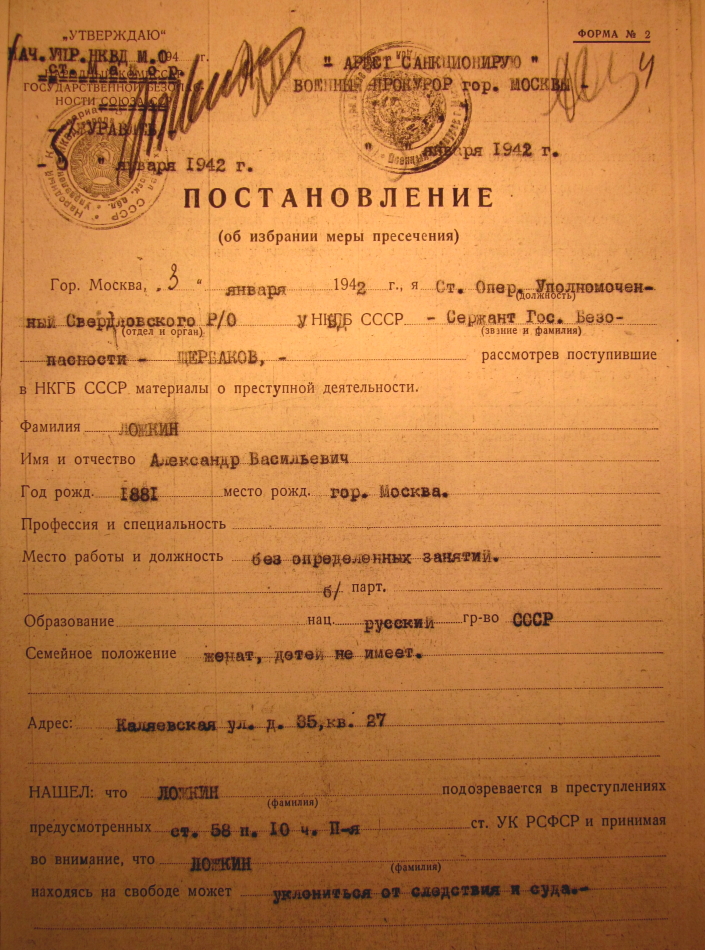 „УТВЕРЖДАЮ“
ФОРМА № 2
НАЧ. УПР. НКВД М.О
194 г.
ст. майор.
ГОСУДАРСТВЕННОЙ БЕЗОПАС-
НОСТИ СОЮЗА ССР
- ЖУРАВЛЕВ
" января 1942 г.
" АРЕСТ САНКЦИОНИРУЮ "
ВОЕННЫЙ ПРОКУРОР гор. МОСКВЫ -
" " января 1942 г.
ПОСТАНОВЛЕНИЕ
(об избрании меры пресечения)
Гор. Москва, „ 3 " января 1942 г., я Ст. Опер. Уполномочен-
(должность)
ный Свердловского Р/О УНКГБ СССР - Сержант Гос. Безо-
(отдел и орган) (звание и фамилия)
пасности - ЩЕРБАКОВ, - рассмотрев поступившие
в НКГБ СССР материалы о преступной деятельности.
Фамилия ЛОЖКИН
Имя и отчество Александр Васильевич
Год рожд. 1881 место рожд. гор. Москва.
Профессия и специальность
Место работы и должность без определенных занятий.
б/ парт.
Образование нац. русский гр-во СССР
Семейное положение женат, детей не имеет.
Адрес: Каляевская ул. д. 35, кв. 27
НАШЕЛ: что ЛОЖКИН подозревается в преступлениях
(фамилия)
предусмотренных ст. 58 п. 10 ч. П-я ст. УК РСФСР и принимая
во внимание, что ЛОЖКИН
(фамилия)
находясь на свободе может уклониться от следствия и суда.-